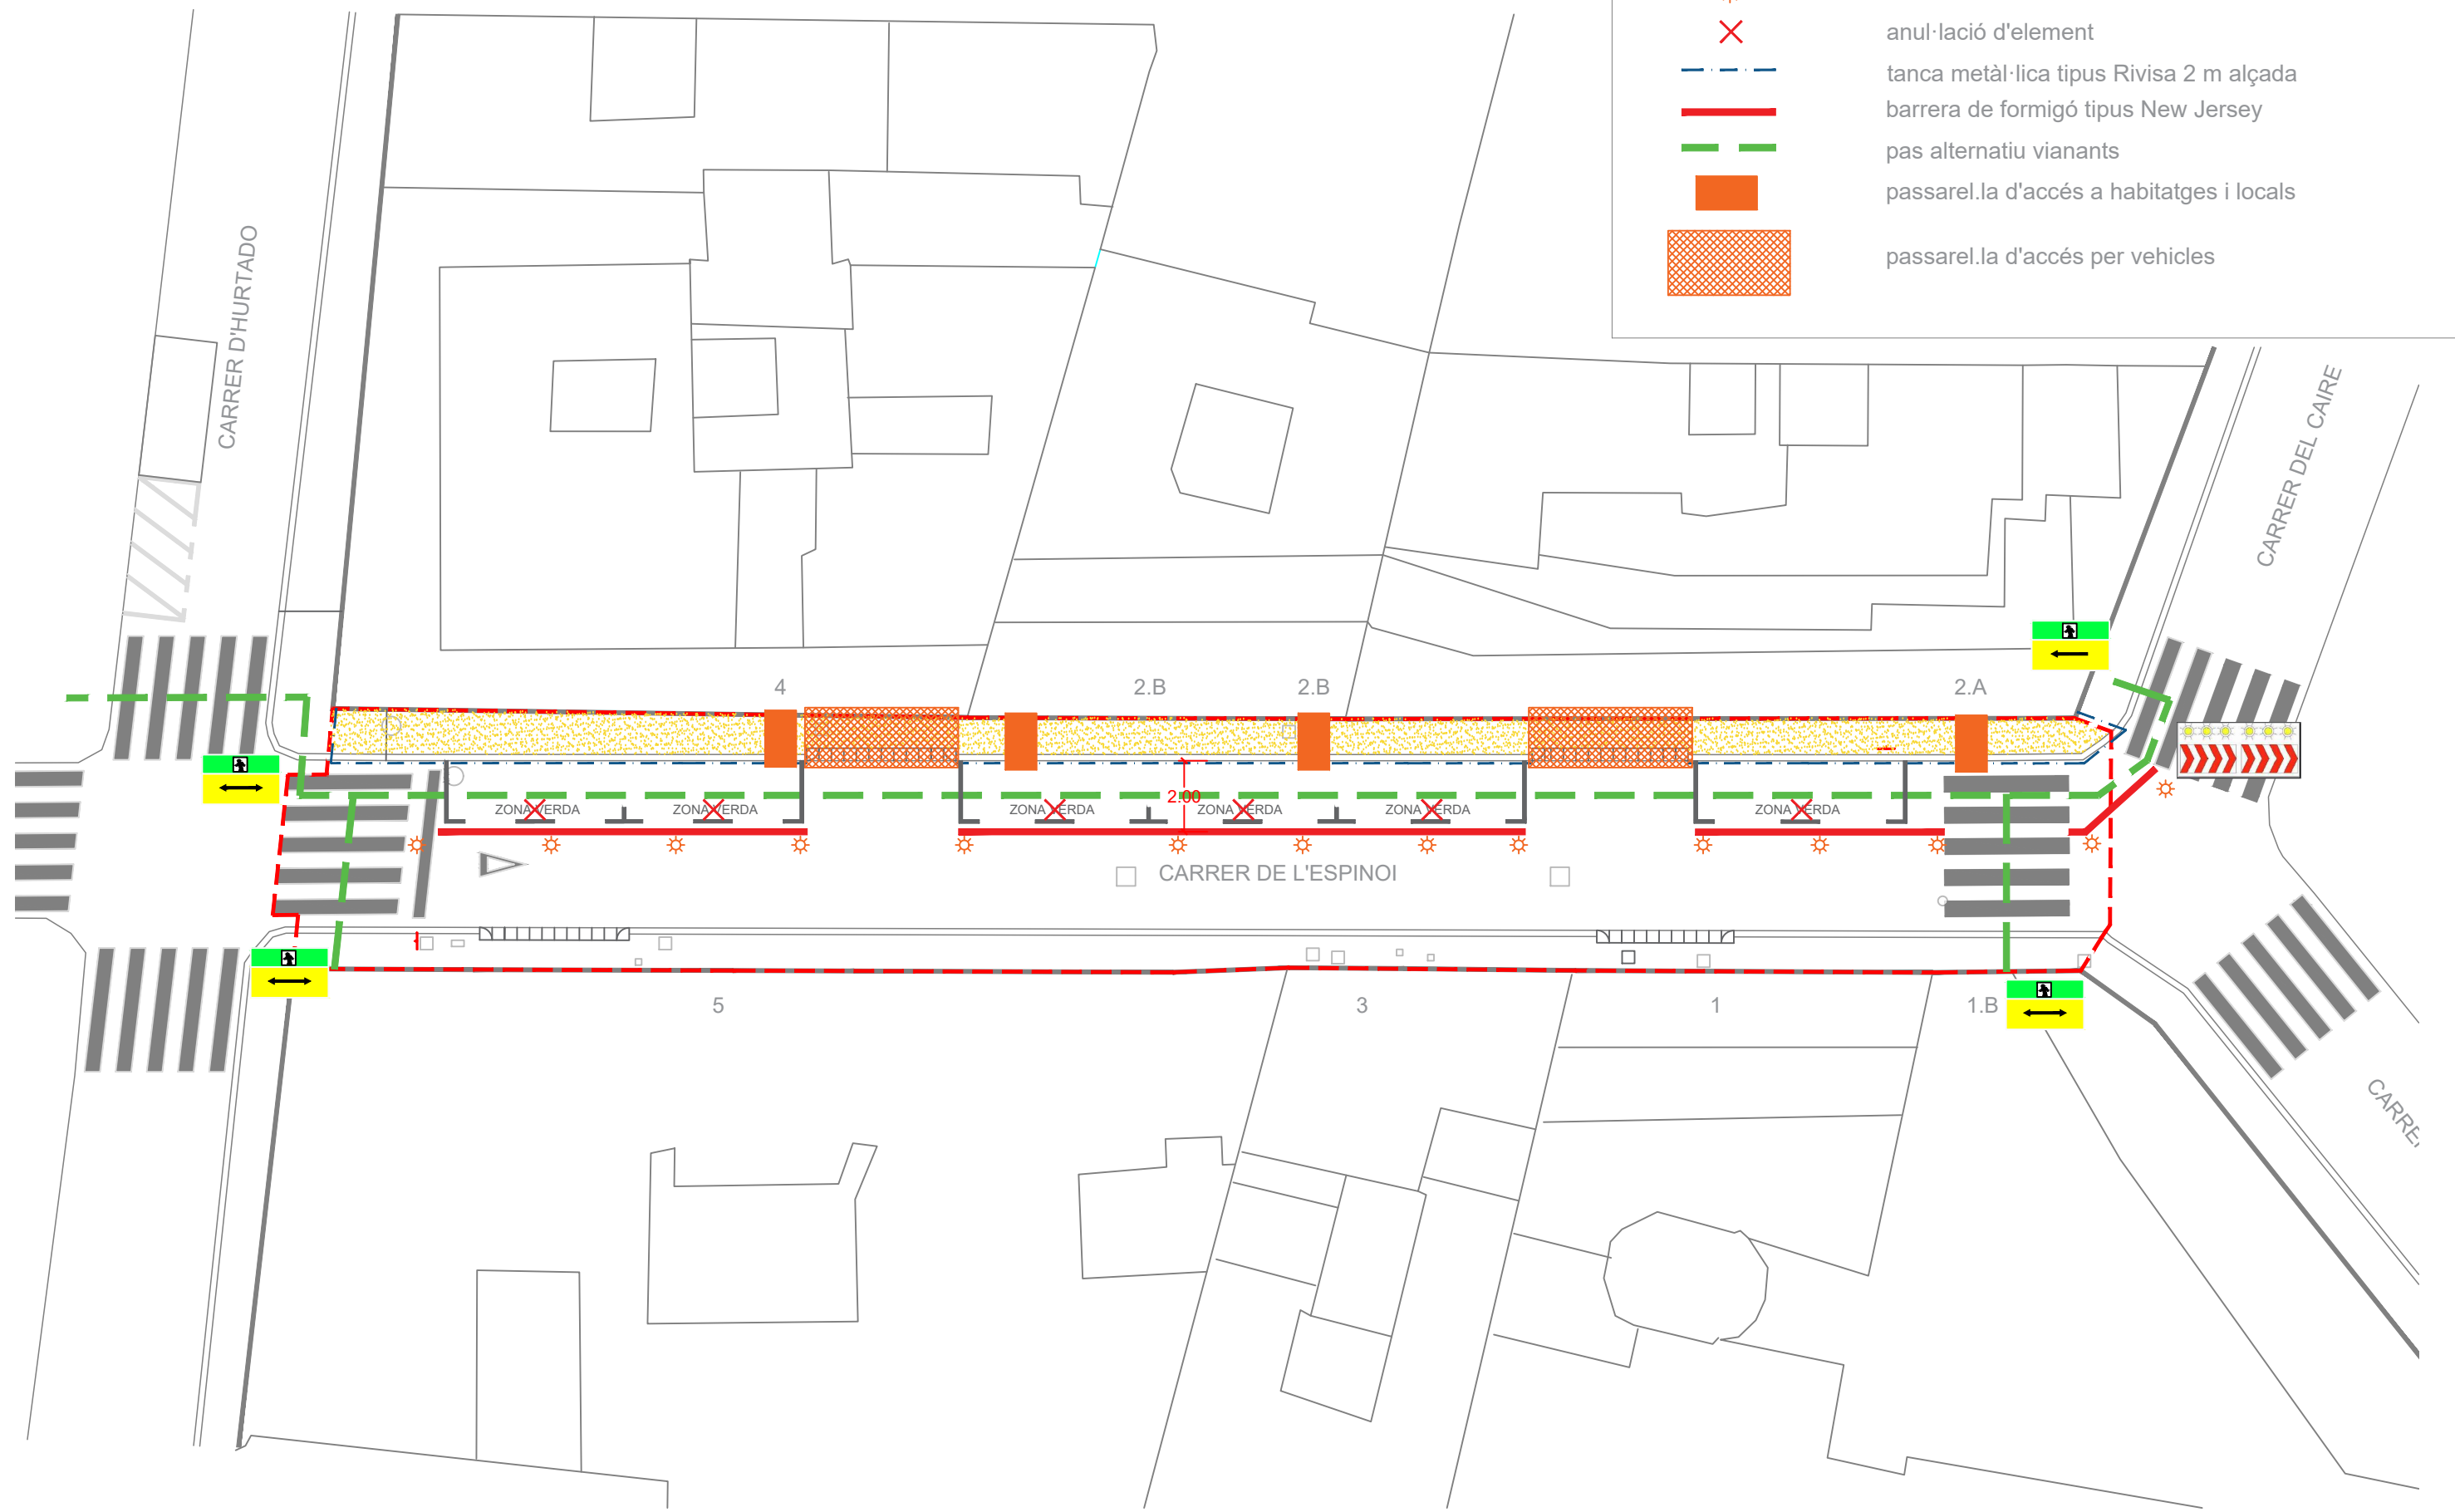 anul·lació d'element
tanca metàl·lica tipus Rivisa 2 m alçada
barrera de formigó tipus New Jersey
pas alternatiu vianants
passarel.la d'accés a habitatges i locals
passarel.la d'accés per vehicles
CARRER D'HURTADO
CARRER DEL CAIRE
4
2.B
2.B
2.A
2.00
ZONA VERDA
ZONA VERDA
ZONA VERDA
ZONA VERDA
ZONA VERDA
ZONA VERDA
CARRER DE L'ESPINOI
5
3
1
1.B